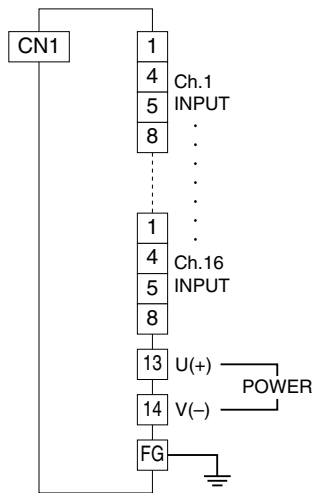 CN1
1
4
5
8
Ch.1
INPUT
1
4
5
8
Ch.16
INPUT
13 U(+)
POWER
14 V(–)
FG